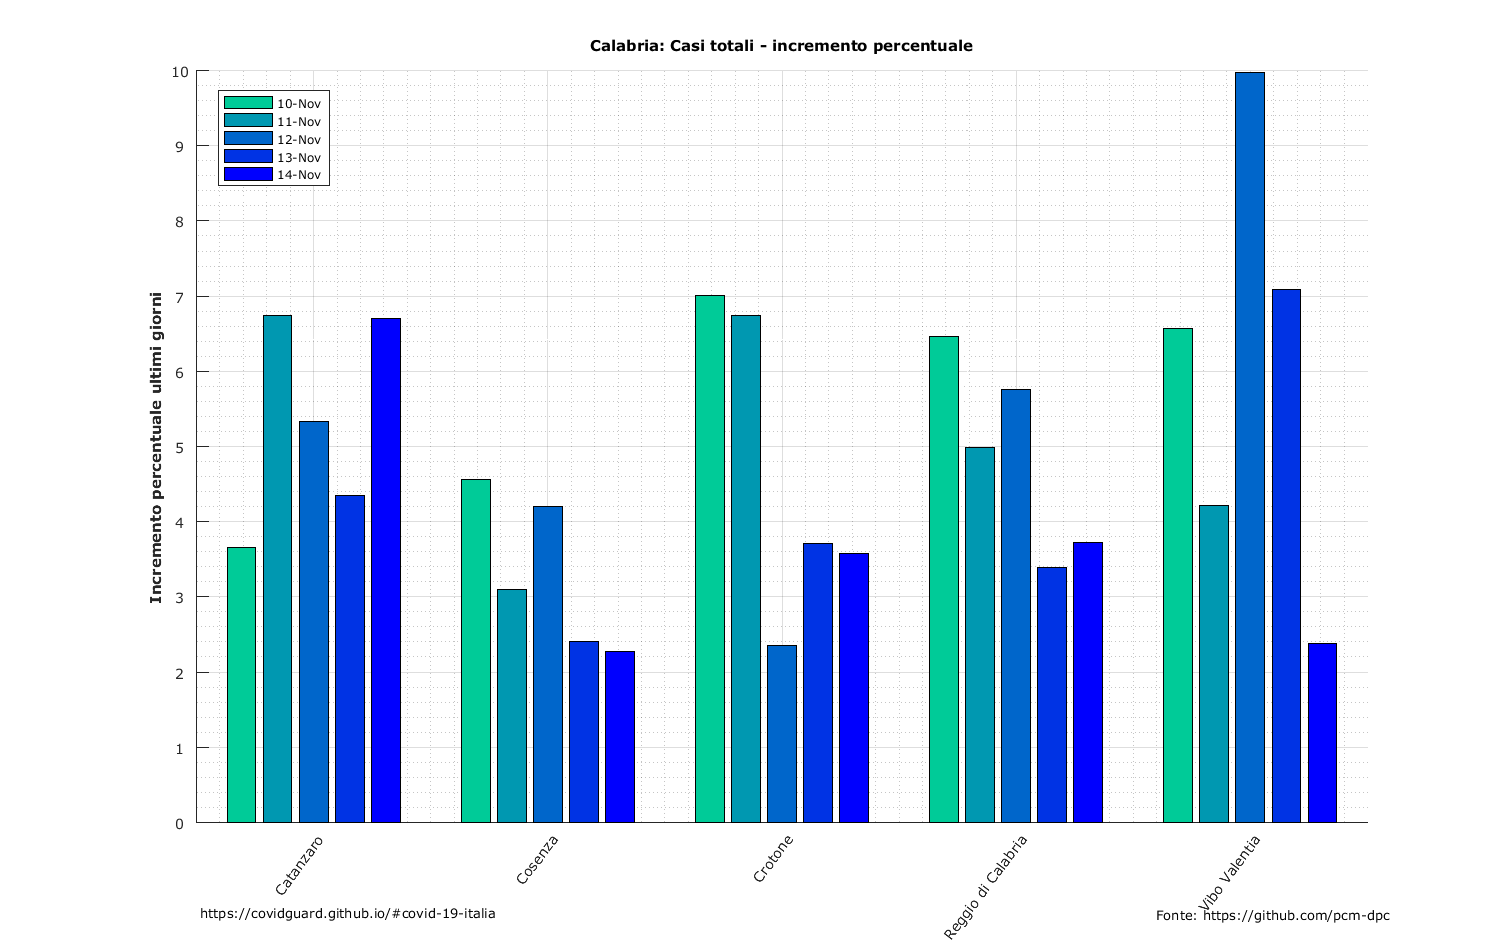 Calabria: Casi totali - incremento percentuale
10-Nov
11-Nov
12-Nov
13-Nov
14-Nov
Incremento percentuale ultimi giorni
10
9
8
7
6
5
4
3
2
1
0
Catanzaro
Cosenza
Crotone
Reggio di Calabria
Vibo Valentia
https://covidguard.github.io/#covid-19-italia
Fonte: https://github.com/pcm-dpc